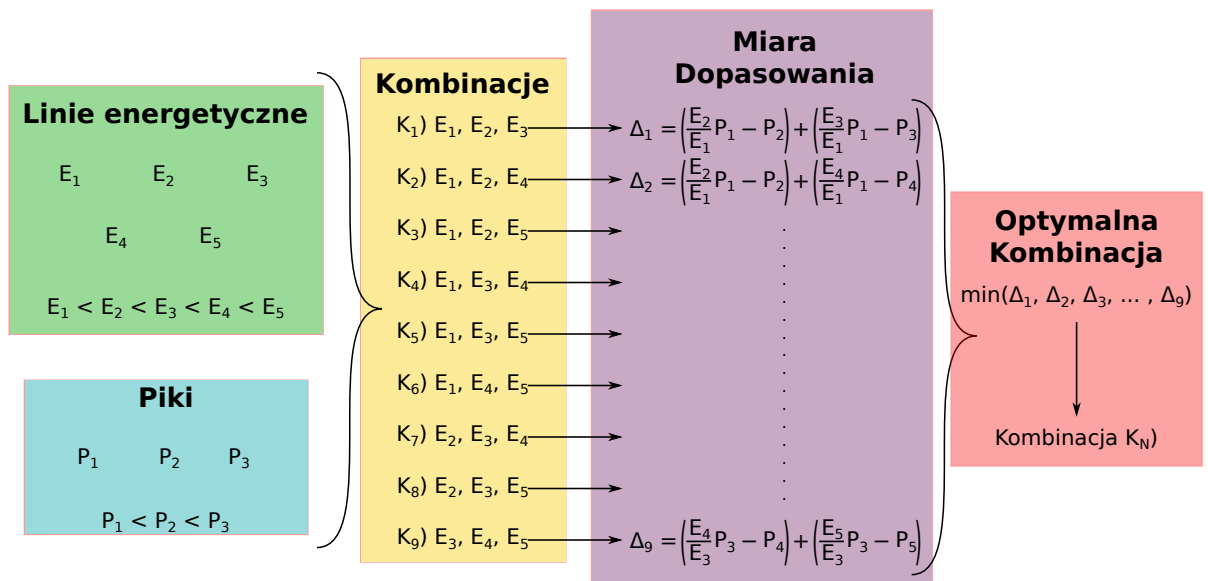 Linie energetyczne
E₁ E₂ E₃
E₄ E₅
E₁ < E₂ < E₃ < E₄ < E₅
Piki
P₁ P₂ P₃
P₁ < P₂ < P₃
Kombinacje
K₁) E₁, E₂, E₃
K₂) E₁, E₂, E₄
K₃) E₁, E₂, E₅
K₄) E₁, E₃, E₄
K₅) E₁, E₃, E₅
K₆) E₁, E₄, E₅
K₇) E₂, E₃, E₄
K₈) E₂, E₃, E₅
K₉) E₃, E₄, E₅
Miara
Dopasowania
Δ₁ = (E₂/E₁ P₁ − P₂) + (E₃/E₁ P₁ − P₃)
Δ₂ = (E₂/E₁ P₁ − P₂) + (E₄/E₁ P₁ − P₄)
Δ₉ = (E₄/E₃ P₃ − P₄) + (E₅/E₃ P₃ − P₅)
Optymalna
Kombinacja
min(Δ₁, Δ₂, Δ₃, ... , Δ₉)
Kombinacja K_N)